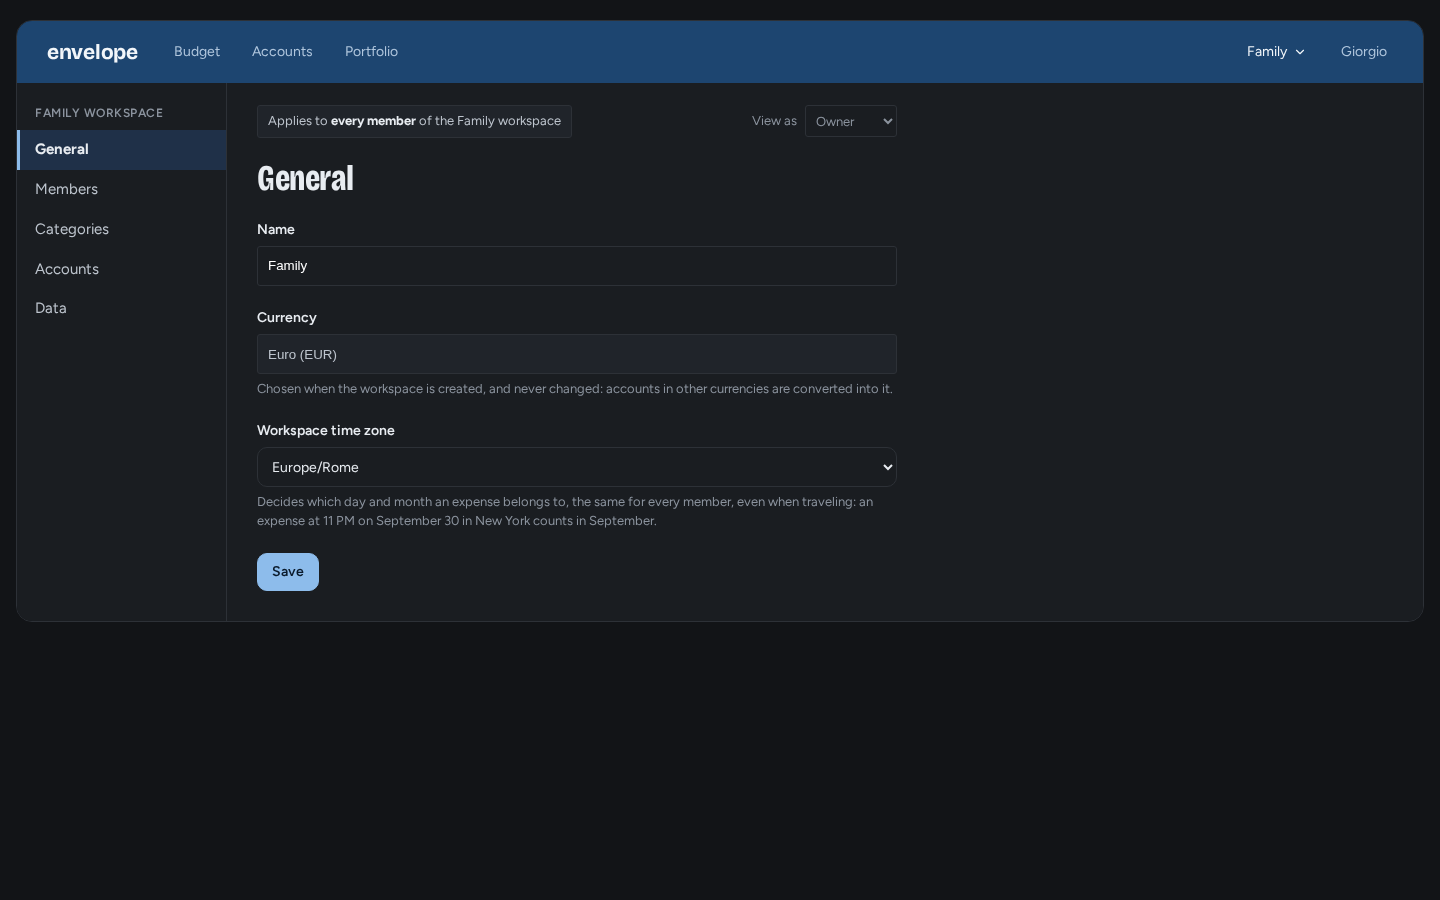 envelope Budget Accounts Portfolio Family Giorgio
FAMILY WORKSPACE
General
Members
Categories
Accounts
Data
Applies to every member of the Family workspace
View as Owner
General
Name
Family
Currency
Euro (EUR)
Chosen when the workspace is created, and never changed: accounts in other currencies are converted into it.
Workspace time zone
Europe/Rome
Decides which day and month an expense belongs to, the same for every member, even when traveling: an
expense at 11 PM on September 30 in New York counts in September.
Save